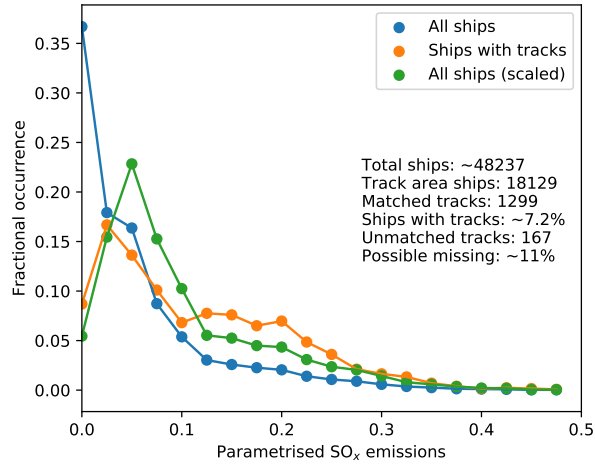 All ships
Ships with tracks
All ships (scaled)
Total ships: ~48237
Track area ships: 18129
Matched tracks: 1299
Ships with tracks: ~7.2%
Unmatched tracks: 167
Possible missing: ~11%
Fractional occurrence
0.35
0.30
0.25
0.20
0.15
0.10
0.05
0.00
0.0 0.1 0.2 0.3 0.4 0.5
Parametrised SOₓ emissions